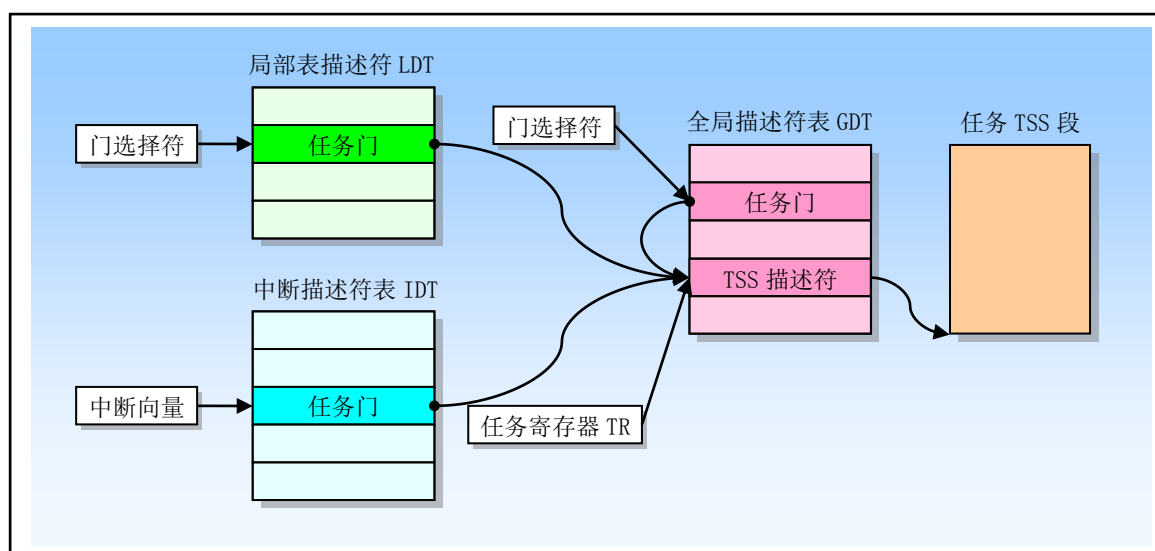 局部表描述符 LDT
门选择符
任务门
门选择符
全局描述符表 GDT
任务 TSS 段
任务门
TSS 描述符
中断描述符表 IDT
中断向量
任务门
任务寄存器 TR